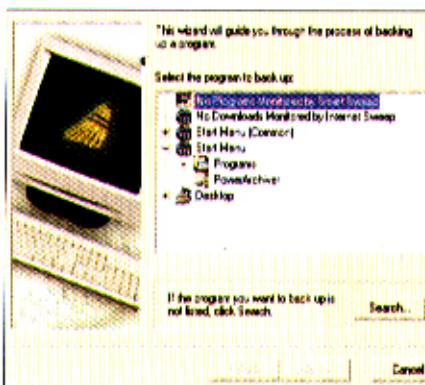 This wizard will guide you through the process of backing
up a program.
Select the program to back up:
No Programs Monitored by Smart Sweep
No Downloads Monitored by Internet Sweep
Start Menu (Common)
Start Menu
Programs
PowerArchiver
Desktop
If the program you want to back up is
not listed, click Search.
Search...
Cancel